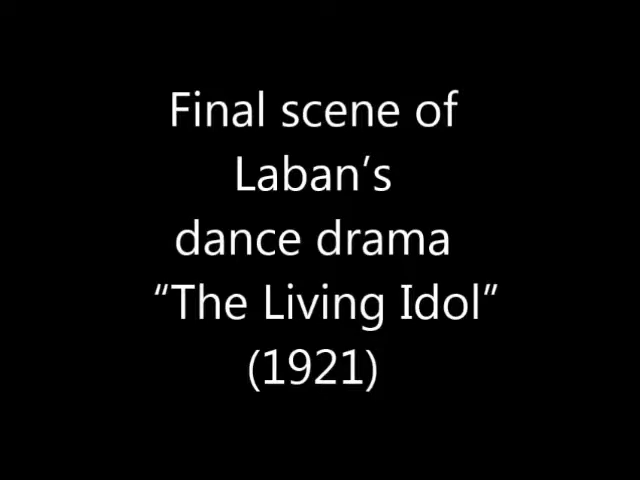 Final scene of
Laban’s
dance drama
“The Living Idol”
(1921)